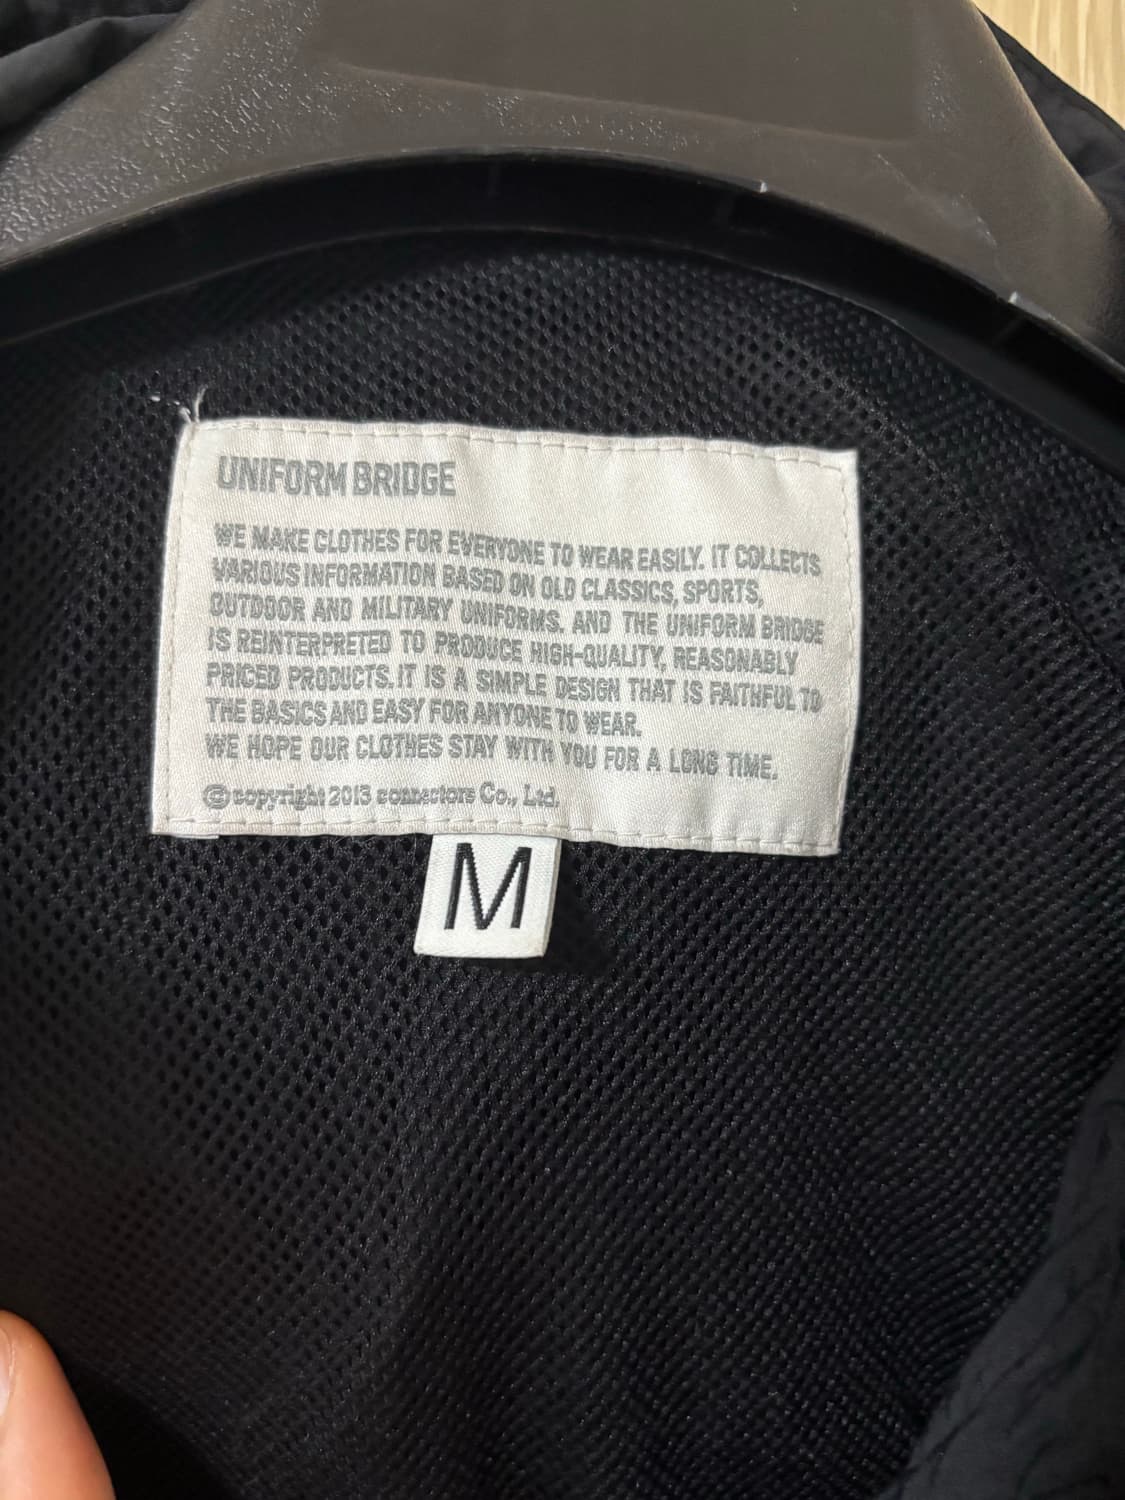 UNIFORM BRIDGE
WE MAKE CLOTHES FOR EVERYONE TO WEAR EASILY. IT COLLECTS
VARIOUS INFORMATION BASED ON OLD CLASSICS, SPORTS,
OUTDOOR AND MILITARY UNIFORMS. AND THE UNIFORM BRIDGE
IS REINTERPRETED TO PRODUCE HIGH-QUALITY, REASONABLY
PRICED PRODUCTS. IT IS A SIMPLE DESIGN THAT IS FAITHFUL TO
THE BASICS AND EASY FOR ANYONE TO WEAR.
WE HOPE OUR CLOTHES STAY WITH YOU FOR A LONG TIME.
©copyright 2013 connectors Co., Ltd.
M